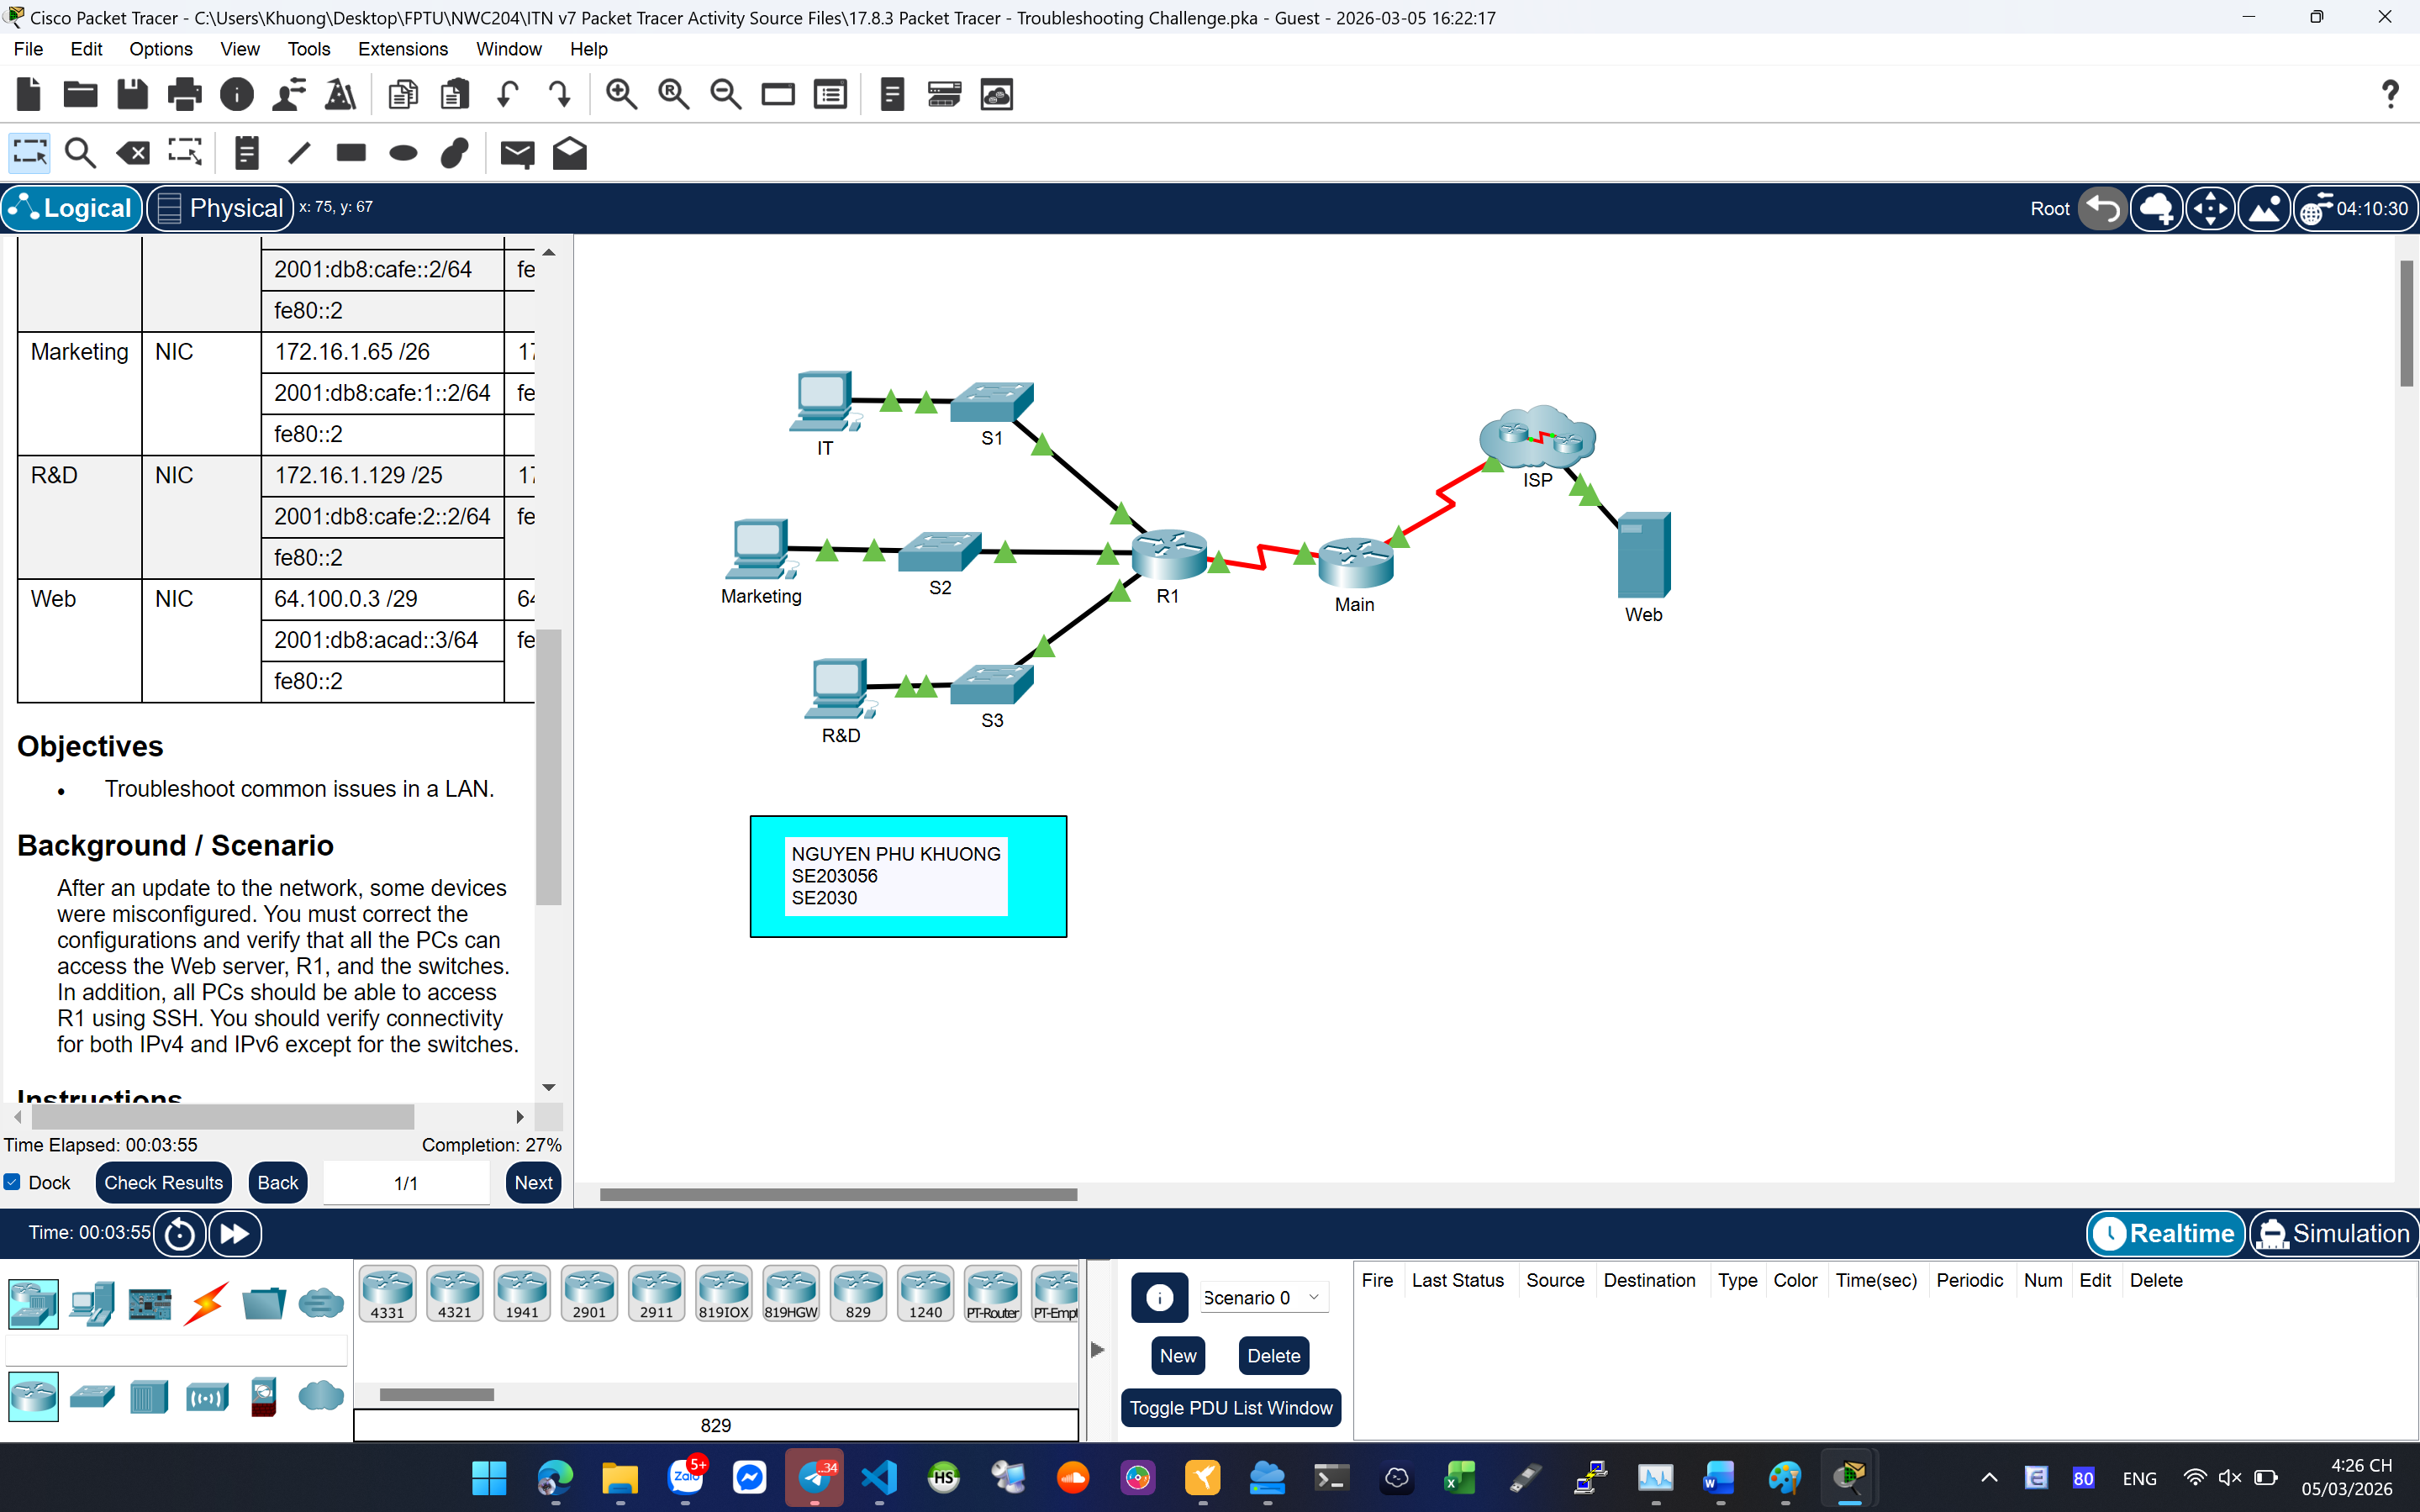 Cisco Packet Tracer - C:\Users\Khuong\Desktop\FPTU\NWC204\ITN v7 Packet Tracer Activity Source Files\17.8.3 Packet Tracer - Troubleshooting Challenge.pka - Guest - 2026-03-05 16:22:17
File Edit Options View Tools Extensions Window Help
Logical Physical x: 75, y: 67
Root 04:10:30
2001:db8:cafe::2/64 fe
fe80::2
Marketing NIC 172.16.1.65 /26 17
2001:db8:cafe:1::2/64 fe
fe80::2
R&D NIC 172.16.1.129 /25 17
2001:db8:cafe:2::2/64 fe
fe80::2
Web NIC 64.100.0.3 /29 64
2001:db8:acad::3/64 fe
fe80::2
Objectives
• Troubleshoot common issues in a LAN.
Background / Scenario
After an update to the network, some devices
were misconfigured. You must correct the
configurations and verify that all the PCs can
access the Web server, R1, and the switches.
In addition, all PCs should be able to access
R1 using SSH. You should verify connectivity
for both IPv4 and IPv6 except for the switches.
Instructions
Time Elapsed: 00:03:55 Completion: 27%
Dock Check Results Back 1/1 Next
IT
S1
Marketing
S2
R&D
S3
R1
Main
ISP
Web
NGUYEN PHU KHUONG
SE203056
SE2030
Time: 00:03:55
Realtime Simulation
4331 4321 1941 2901 2911 819IOX 819HGW 829 1240 PT-Router PT-Empt
829
Scenario 0
New Delete
Toggle PDU List Window
Fire Last Status Source Destination Type Color Time(sec) Periodic Num Edit Delete
Zalo 5+
..34
HS
80
ENG
4:26 CH
05/03/2026